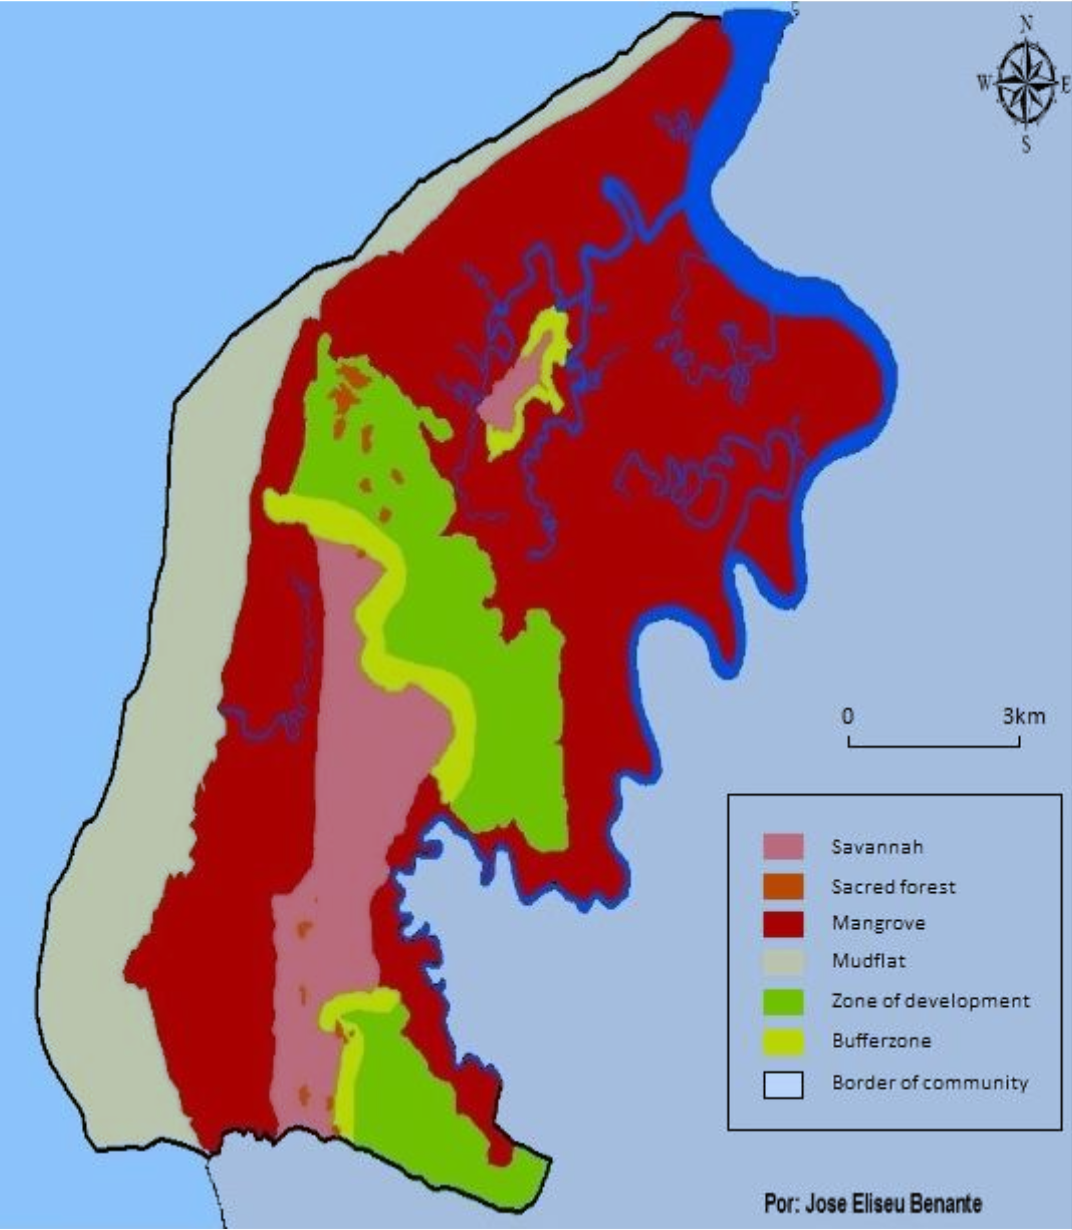 N
W E
S
0 3km
Savannah
Sacred forest
Mangrove
Mudflat
Zone of development
Bufferzone
Border of community
Por: Jose Eliseu Benante